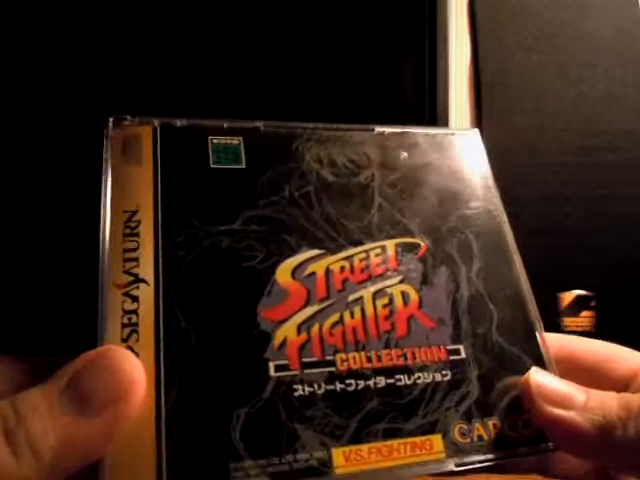 SEGA SATURN
STREET
FIGHTER
COLLECTION
ストリートファイターコレクション
V.S. FIGHTING
CAPCOM